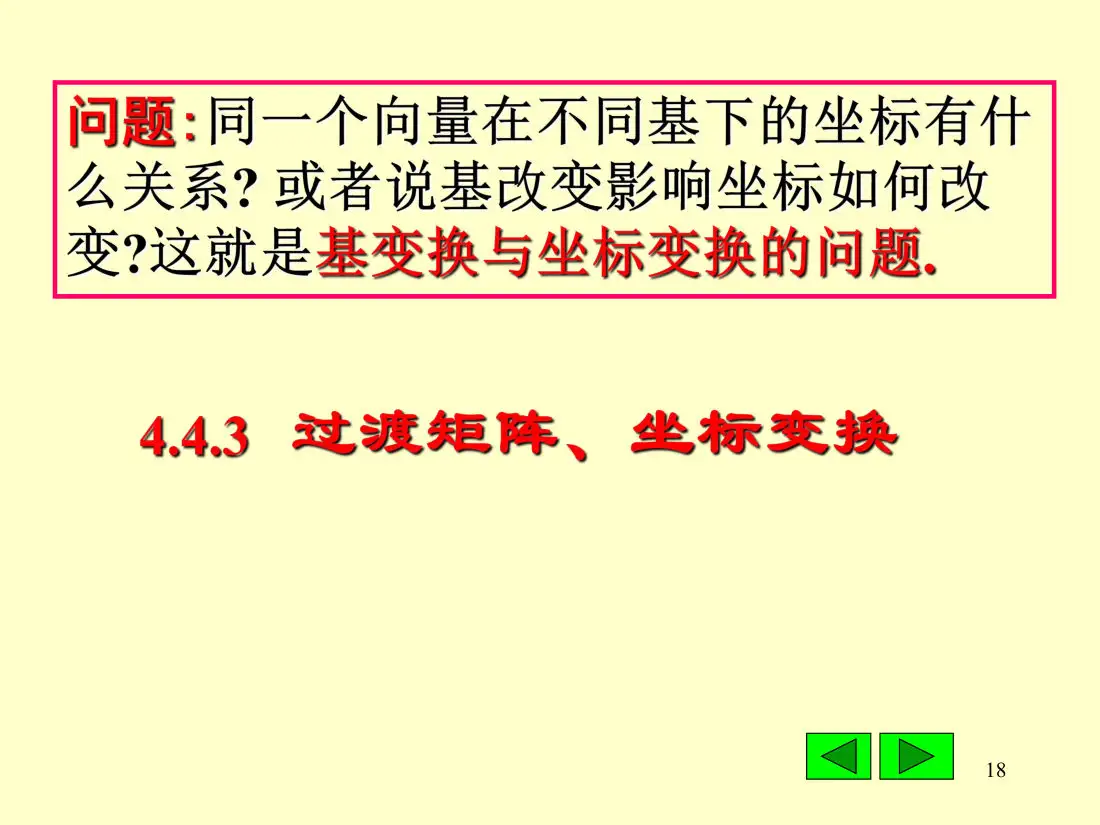 问题:同一个向量在不同基下的坐标有什
么关系? 或者说基改变影响坐标如何改
变?这就是基变换与坐标变换的问题.
4.4.3 过渡矩阵、坐标变换
18